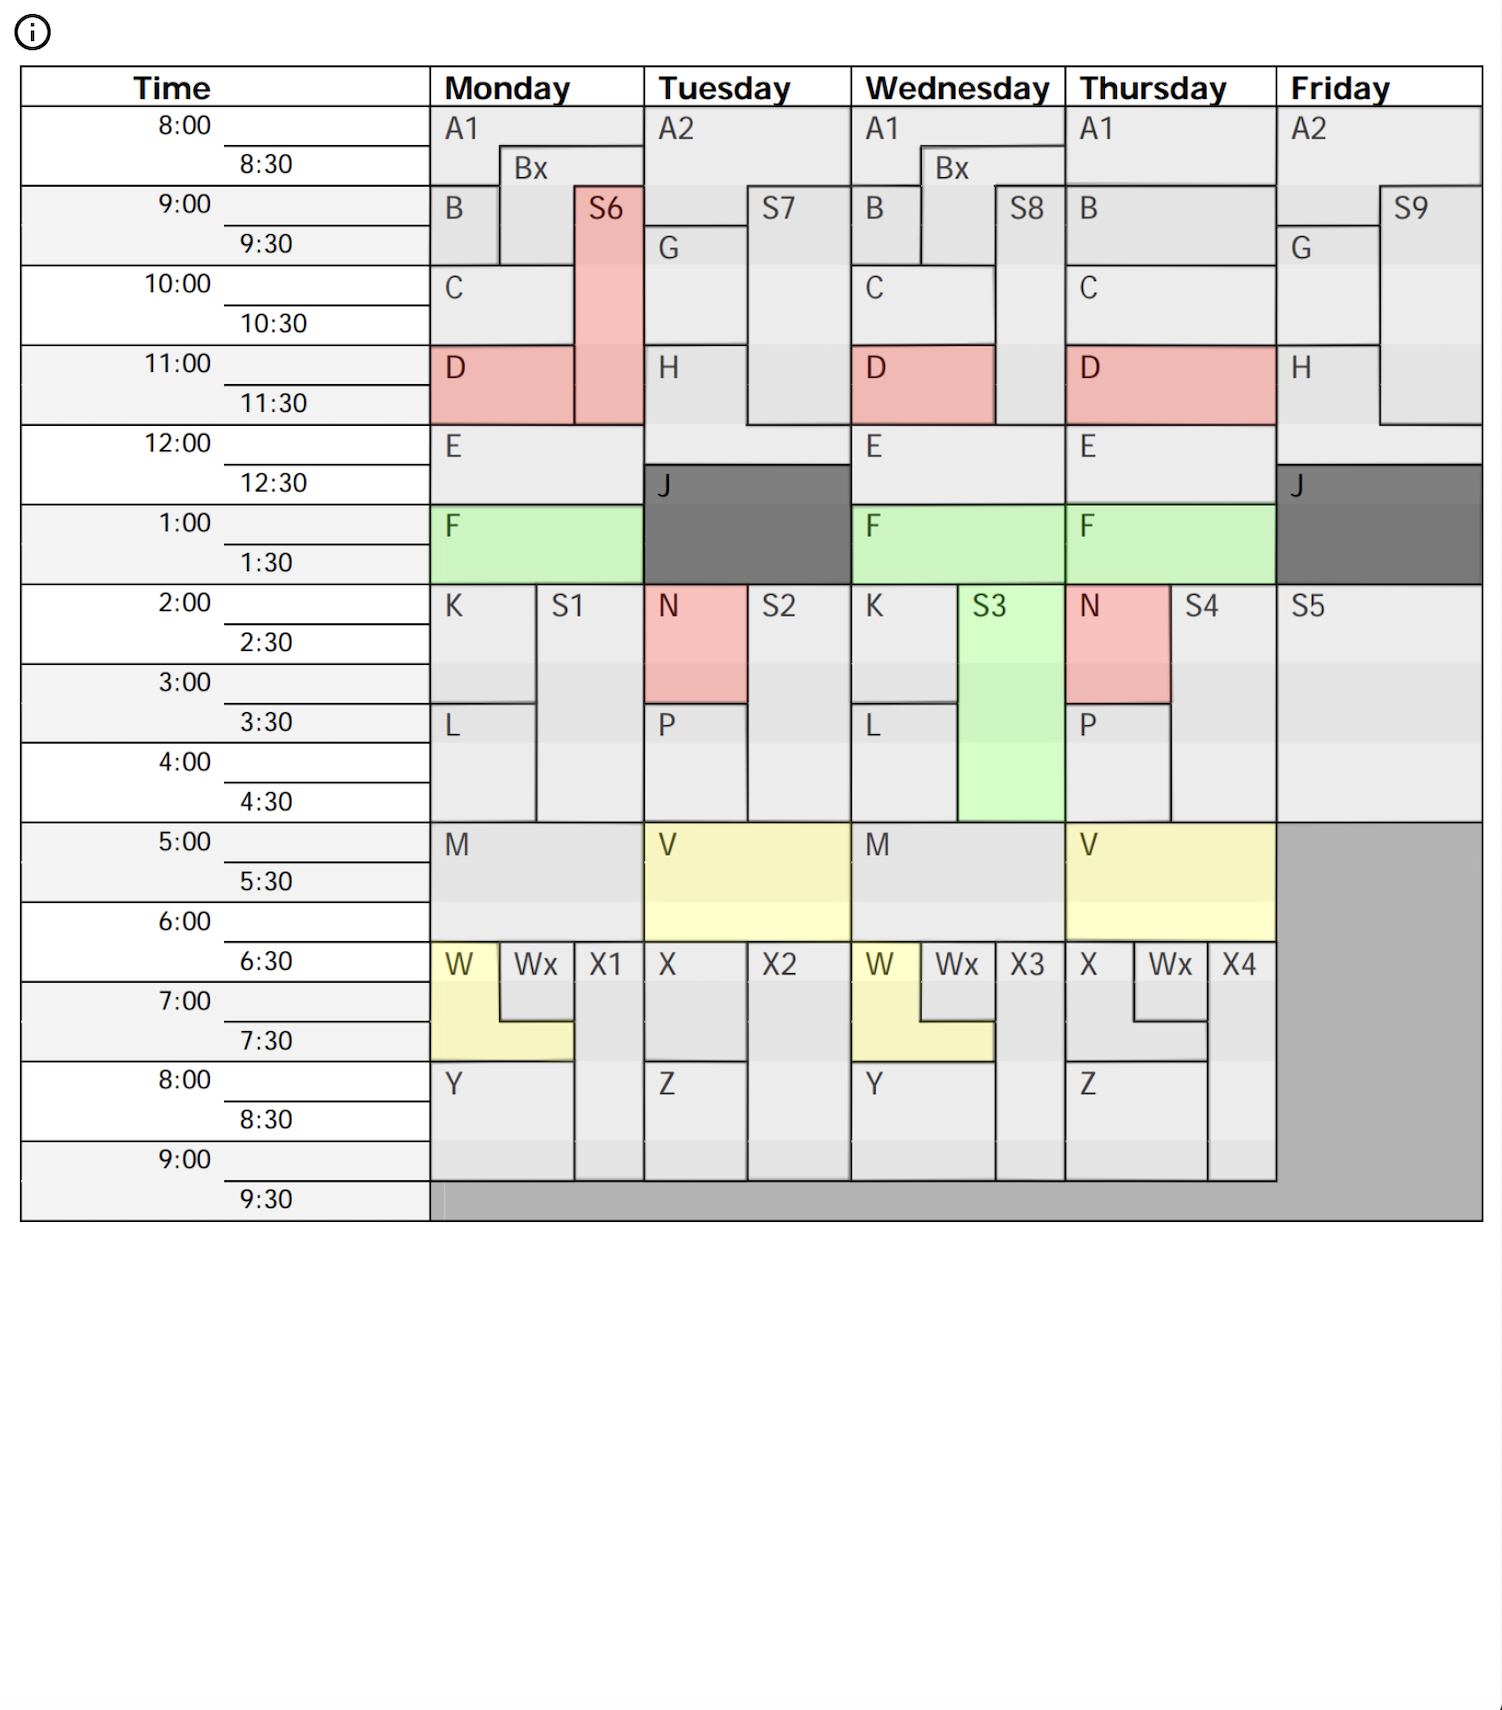 Time Monday Tuesday Wednesday Thursday Friday
8:00 A1 A2 A1 A1 A2
8:30 Bx Bx
9:00 B S6 S7 B S8 B S9
9:30 G G
10:00 C C C
10:30
11:00 D H D D H
11:30
12:00 E E E
12:30 J J
1:00 F F F
1:30
2:00 K S1 N S2 K S3 N S4 S5
2:30
3:00
3:30 L P L P
4:00
4:30
5:00 M V M V
5:30
6:00
6:30 W Wx X1 X X2 W Wx X3 X Wx X4
7:00
7:30
8:00 Y Z Y Z
8:30
9:00
9:30